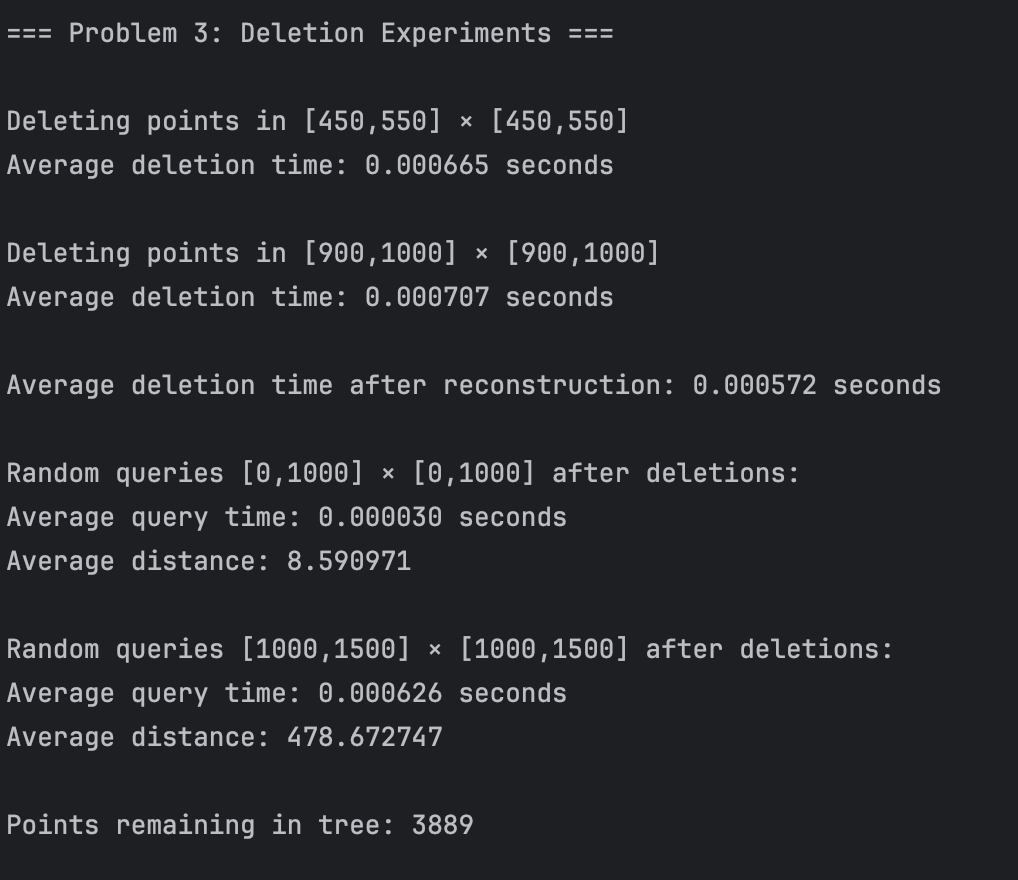 === Problem 3: Deletion Experiments ===
Deleting points in [450,550] × [450,550]
Average deletion time: 0.000665 seconds
Deleting points in [900,1000] × [900,1000]
Average deletion time: 0.000707 seconds
Average deletion time after reconstruction: 0.000572 seconds
Random queries [0,1000] × [0,1000] after deletions:
Average query time: 0.000030 seconds
Average distance: 8.590971
Random queries [1000,1500] × [1000,1500] after deletions:
Average query time: 0.000626 seconds
Average distance: 478.672747
Points remaining in tree: 3889